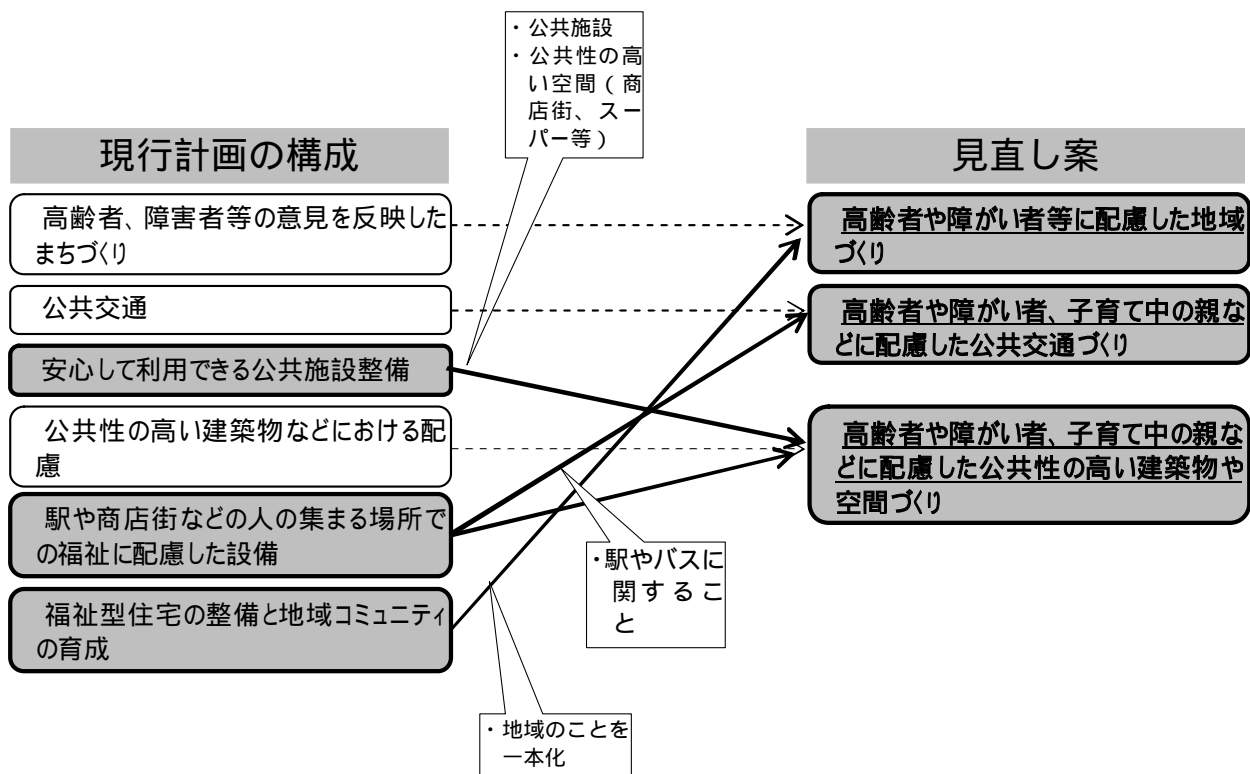 ・公共施設
・公共性の高
い空間（商
店街、スー
パー等）
現行計画の構成
高齢者、障害者等の意見を反映した
まちづくり
公共交通
安心して利用できる公共施設整備
公共性の高い建築物などにおける配
慮
駅や商店街などの人の集まる場所で
の福祉に配慮した設備
福祉型住宅の整備と地域コミュニティ
の育成
見直し案
高齢者や障がい者等に配慮した地域
づくり
高齢者や障がい者、子育て中の親な
どに配慮した公共交通づくり
高齢者や障がい者、子育て中の親な
どに配慮した公共性の高い建築物や
空間づくり
・駅やバスに
関するこ
と
・地域のことを
一本化